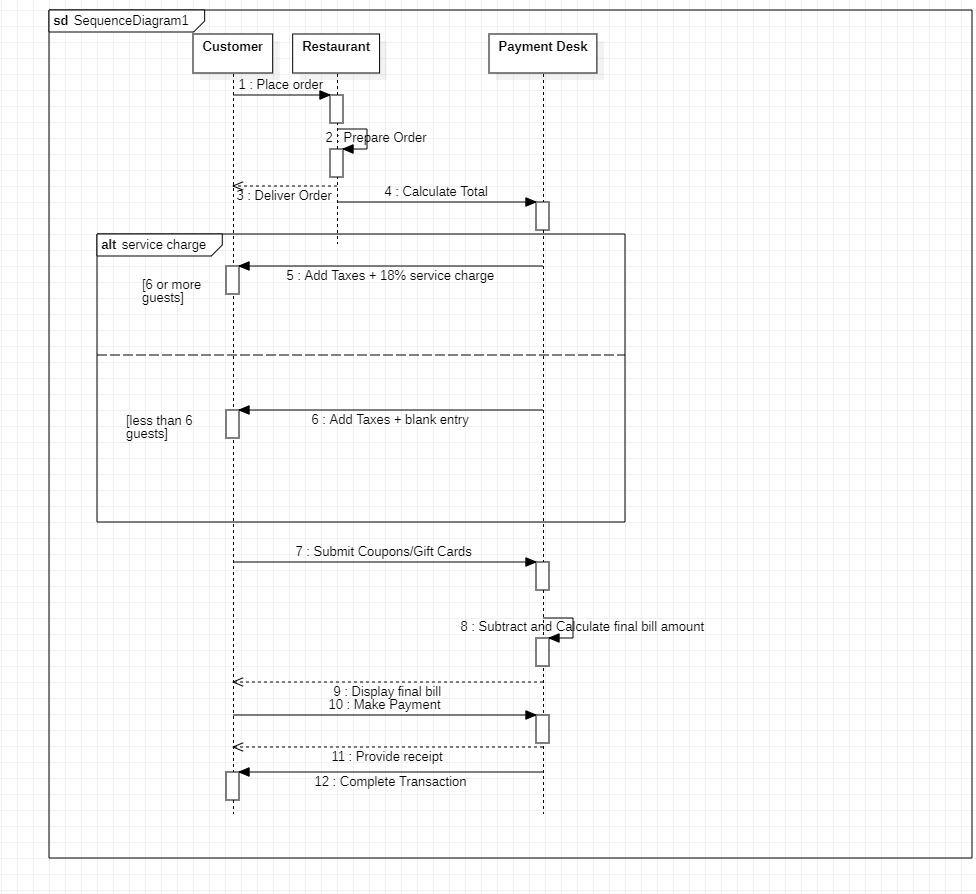 sd SequenceDiagram1
Customer
Restaurant
Payment Desk
1 : Place order
2 : Prepare Order
3 : Deliver Order
4 : Calculate Total
alt service charge
5 : Add Taxes + 18% service charge
[6 or more
guests]
6 : Add Taxes + blank entry
[less than 6
guests]
7 : Submit Coupons/Gift Cards
8 : Subtract and Calculate final bill amount
9 : Display final bill
10 : Make Payment
11 : Provide receipt
12 : Complete Transaction